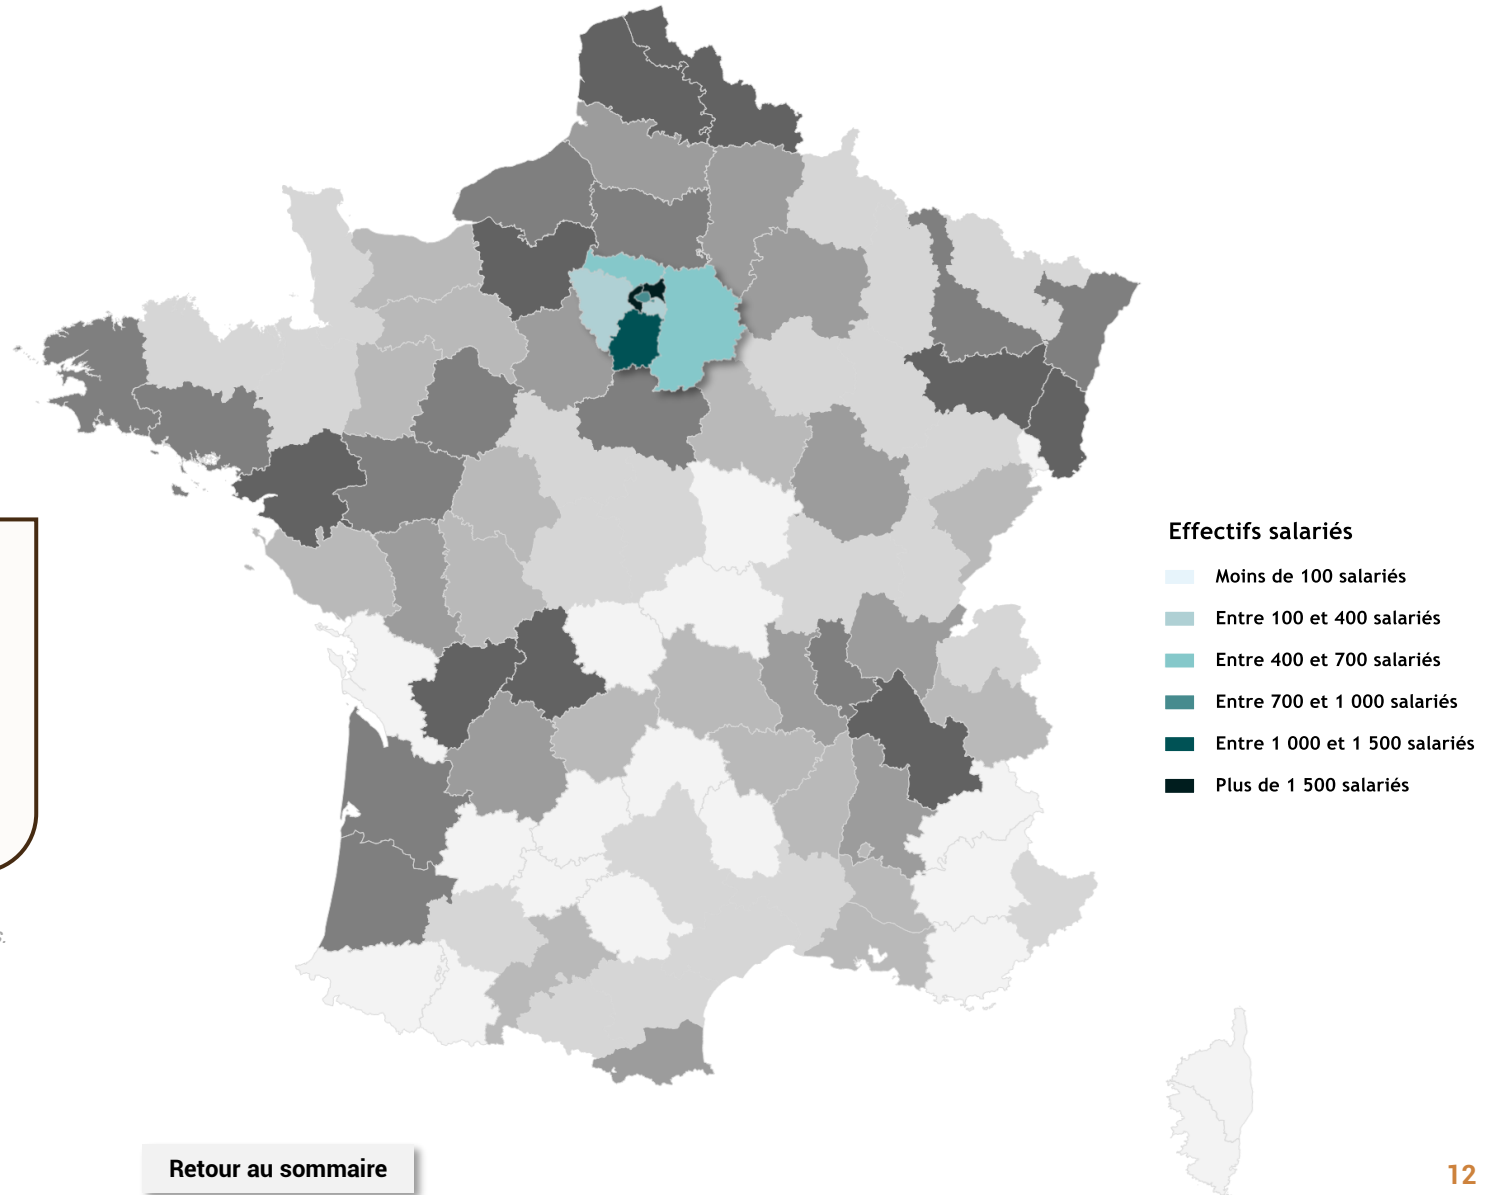 Effectifs salariés
Moins de 100 salariés
Entre 100 et 400 salariés
Entre 400 et 700 salariés
Entre 700 et 1 000 salariés
Entre 1 000 et 1 500 salariés
Plus de 1 500 salariés
s.
Retour au sommaire
12